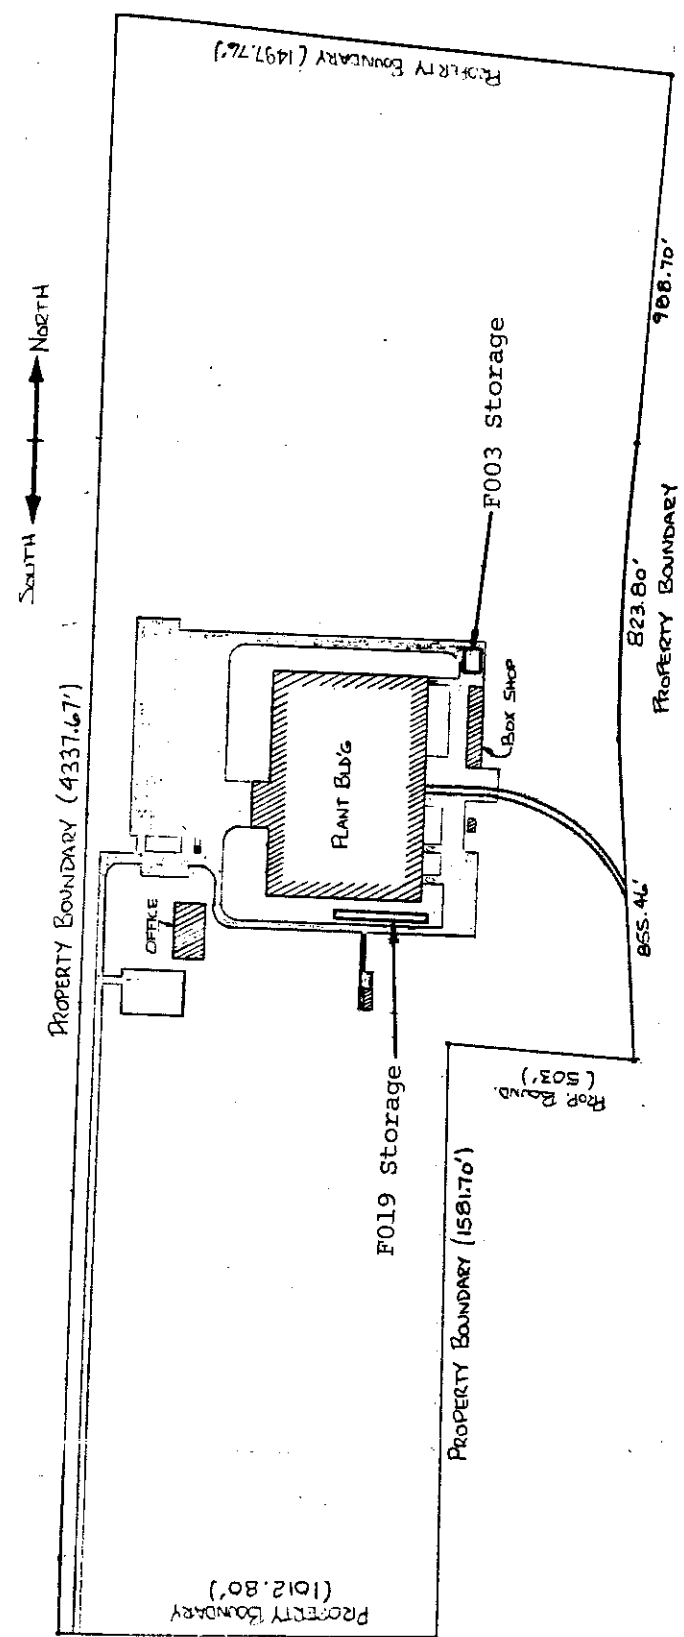 PROPERTY BOUNDARY (1497.76')
SOUTH
NORTH
PROPERTY BOUNDARY (4337.67')
988.70'
F003 Storage
823.80'
PROPERTY BOUNDARY
BOX SHOP
PLANT BLD'G
OFFICE
855.46'
F019 Storage
PROP. BOUND.
(503')
PROPERTY BOUNDARY (1581.70')
PROPERTY BOUNDARY
(1012.80')